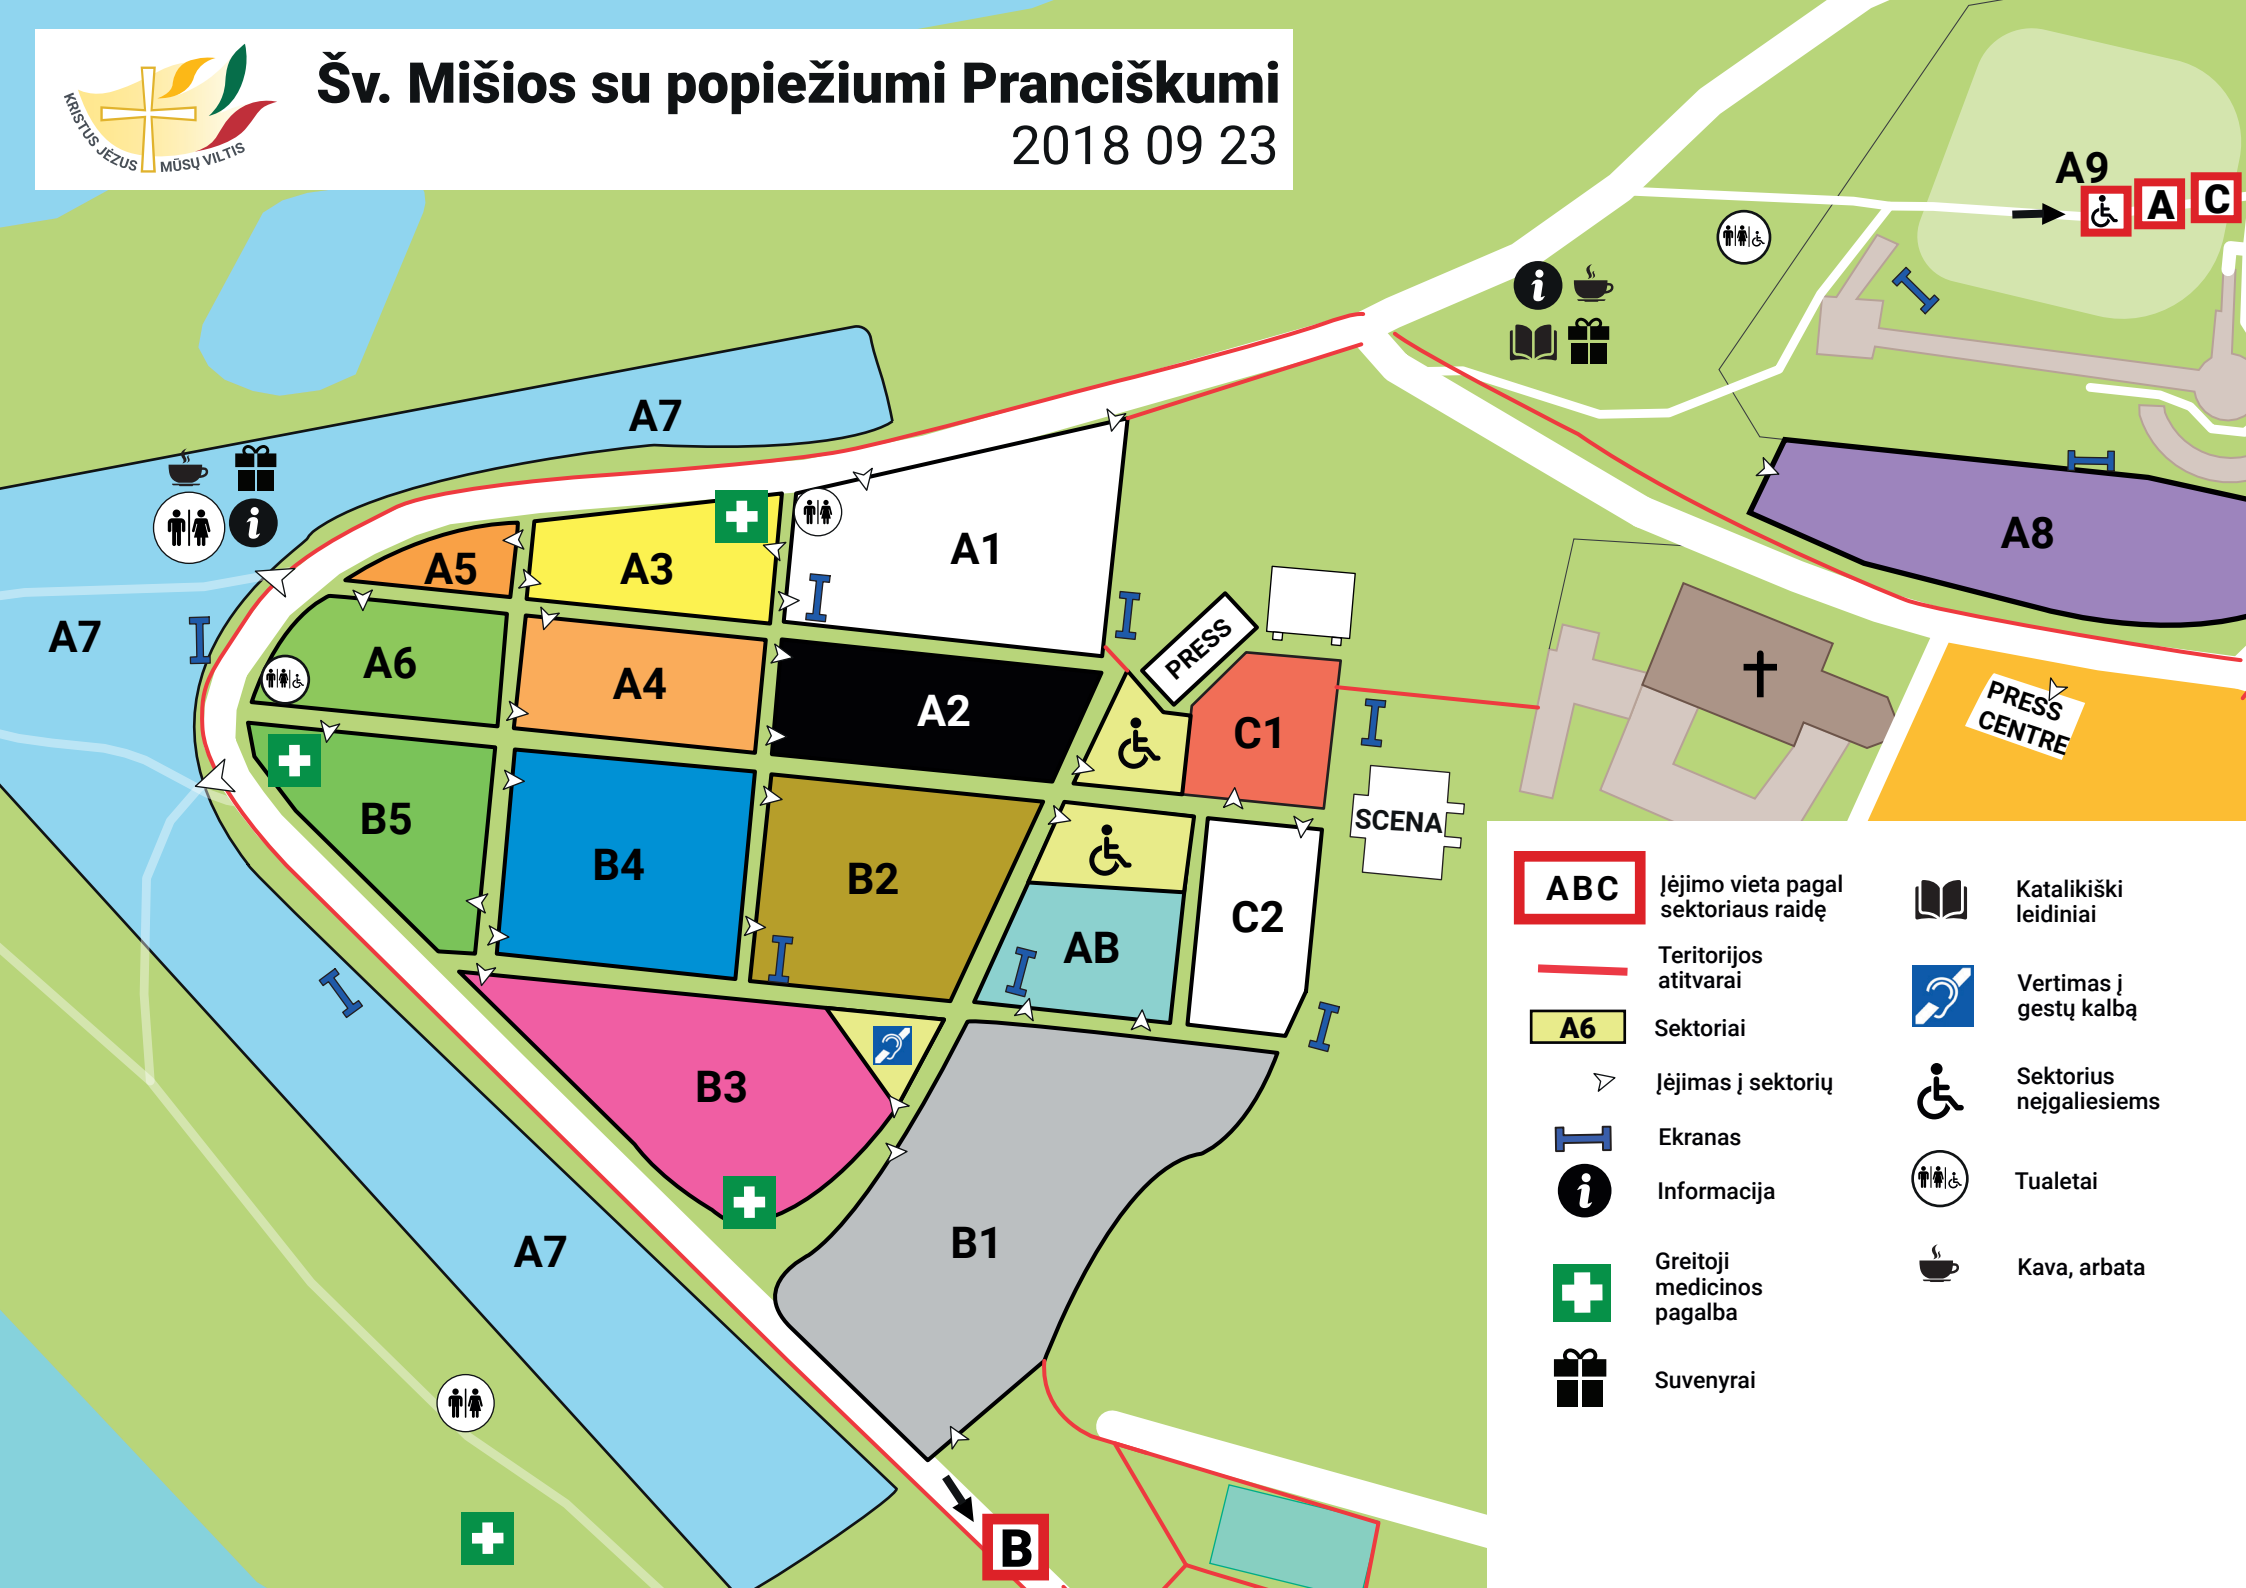 KRISTUS JĖZUS MŪSŲ VILTIS
Šv. Mišios su popiežiumi Pranciškumi
2018 09 23
A9
A
C
A7
A1
A3
A5
A8
A7
A6
A4
A2
PRESS
C1
PRESS
CENTRE
SCENA
B5
B4
B2
AB
C2
B3
B1
A7
B
ABC
Įėjimo vieta pagal
sektoriaus raidę
Teritorijos
atitvarai
A6
Sektoriai
Įėjimas į sektorių
Ekranas
i
Informacija
Greitoji
medicinos
pagalba
Suvenyrai
Katalikiški
leidiniai
Vertimas į
gestų kalbą
Sektorius
neįgaliesiems
Tualetai
Kava, arbata